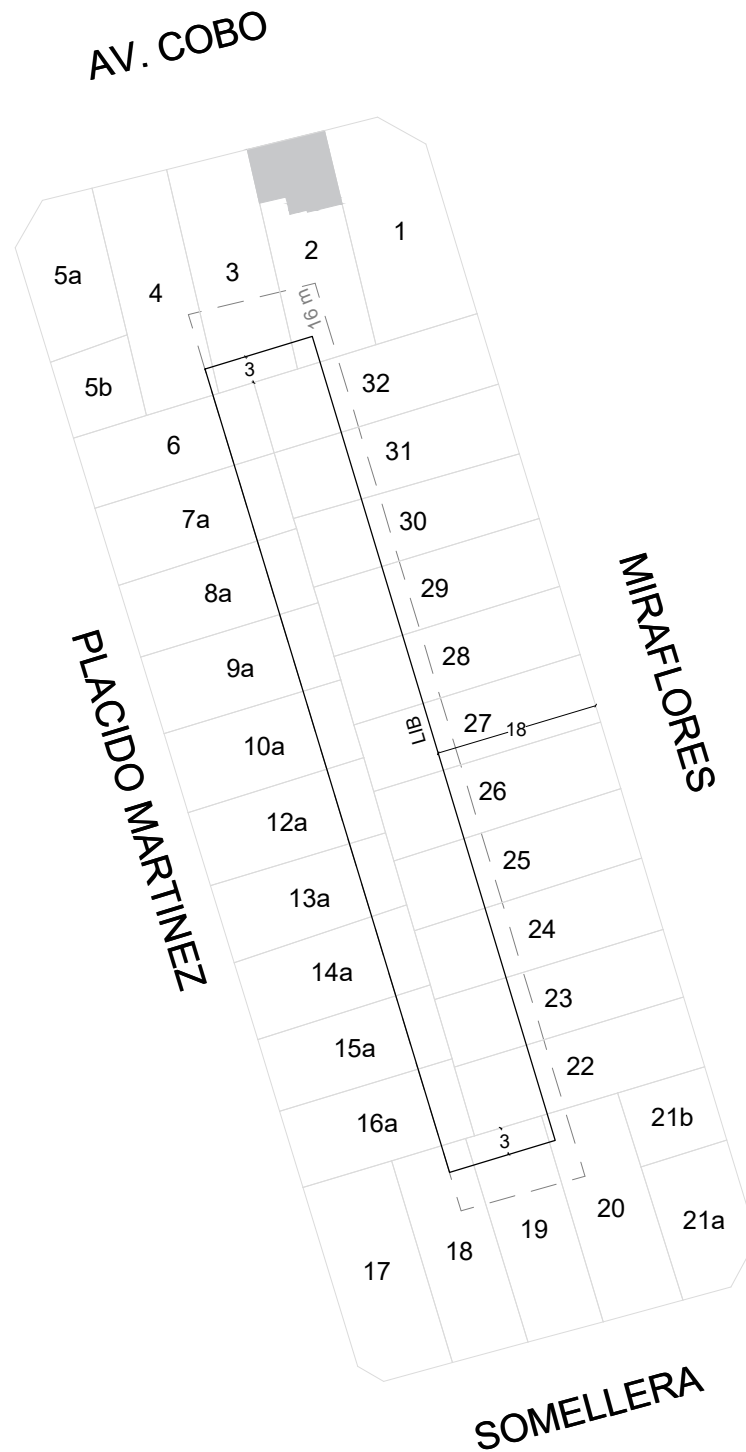 AV. COBO
1
2
3
5a
4
16 m
3
32
5b
6
31
7a
30
8a
29
MIRAFLORES
PLACIDO MARTINEZ
9a
28
27
18
LIB
10a
26
12a
25
13a
24
14a
23
15a
22
16a
21b
3
20
21a
19
18
17
SOMELLERA